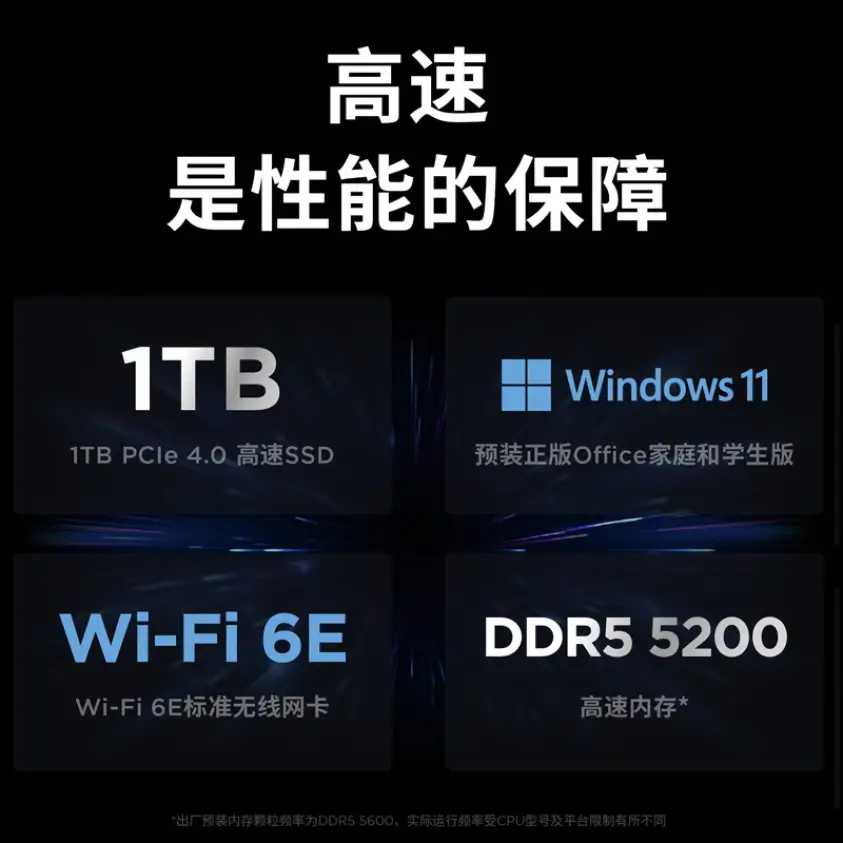 高速
是性能的保障
1TB
1TB PCIe 4.0 高速SSD
Windows 11
预装正版Office家庭和学生版
Wi-Fi 6E
Wi-Fi 6E标准无线网卡
DDR5 5200
高速内存*
*出厂预装内存颗粒频率为DDR5 5600，实际运行频率受CPU型号及平台限制有所不同